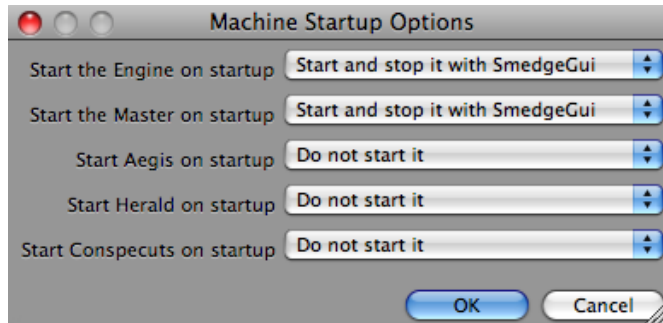 Machine Startup Options
Start the Engine on startup Start and stop it with SmedgeGui
Start the Master on startup Start and stop it with SmedgeGui
Start Aegis on startup Do not start it
Start Herald on startup Do not start it
Start Conspecuts on startup Do not start it
OK Cancel